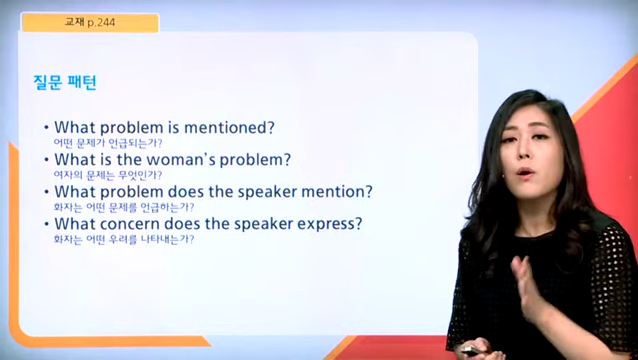 교재 p.244
질문 패턴
• What problem is mentioned?
어떤 문제가 언급되는가?
• What is the woman's problem?
여자의 문제는 무엇인가?
• What problem does the speaker mention?
화자는 어떤 문제를 언급하는가?
• What concern does the speaker express?
화자는 어떤 우려를 나타내는가?